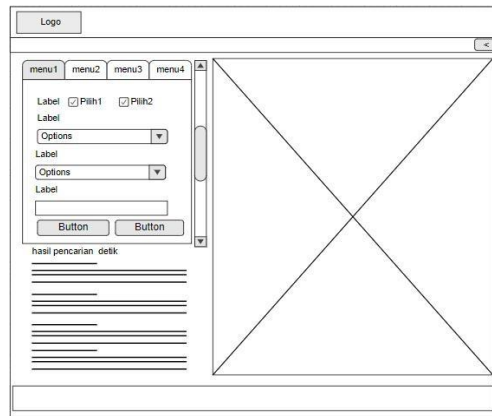 Logo
<
menu1 menu2 menu3 menu4
Label Pilih1 Pilih2
Label
Options
Label
Options
Label
Button Button
hasil pencarian detik